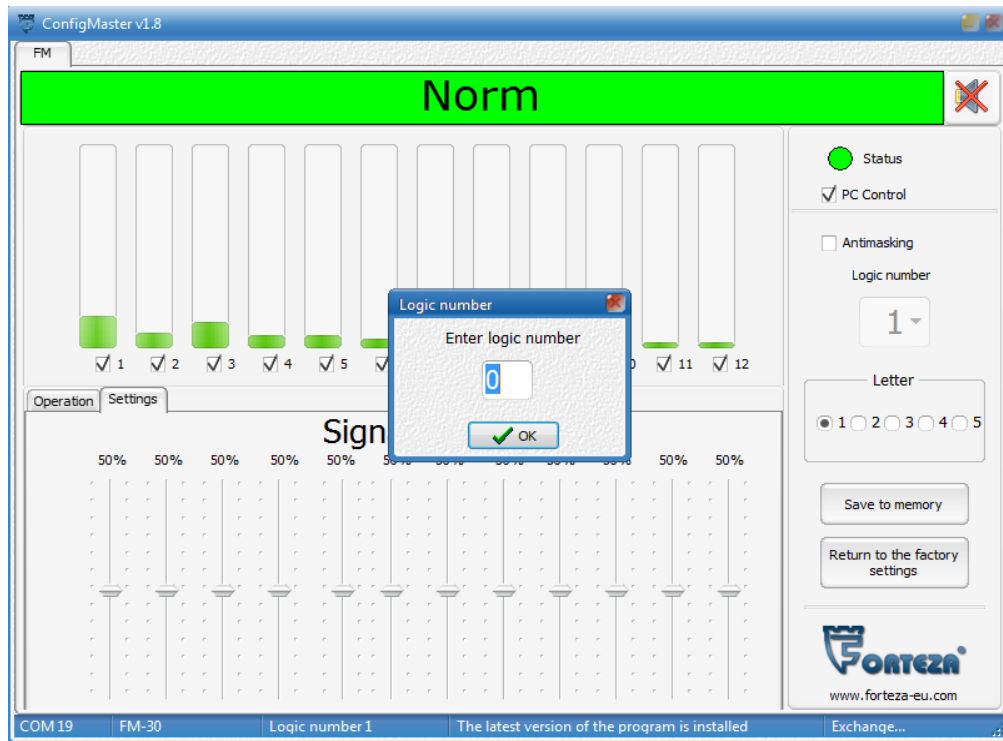 ConfigMaster v1.8
FM
Norm
Status
PC Control
Antimasking
Logic number
1
Logic number
Enter logic number
0
OK
1 2 3 4 5 11 12
Letter
1 2 3 4 5
Operation Settings
Sign
50% 50% 50% 50% 50% 50% 50%
Save to memory
Return to the factory
settings
FORTEZA
www.forteza-eu.com
COM 19 FM-30 Logic number 1 The latest version of the program is installed Exchange...